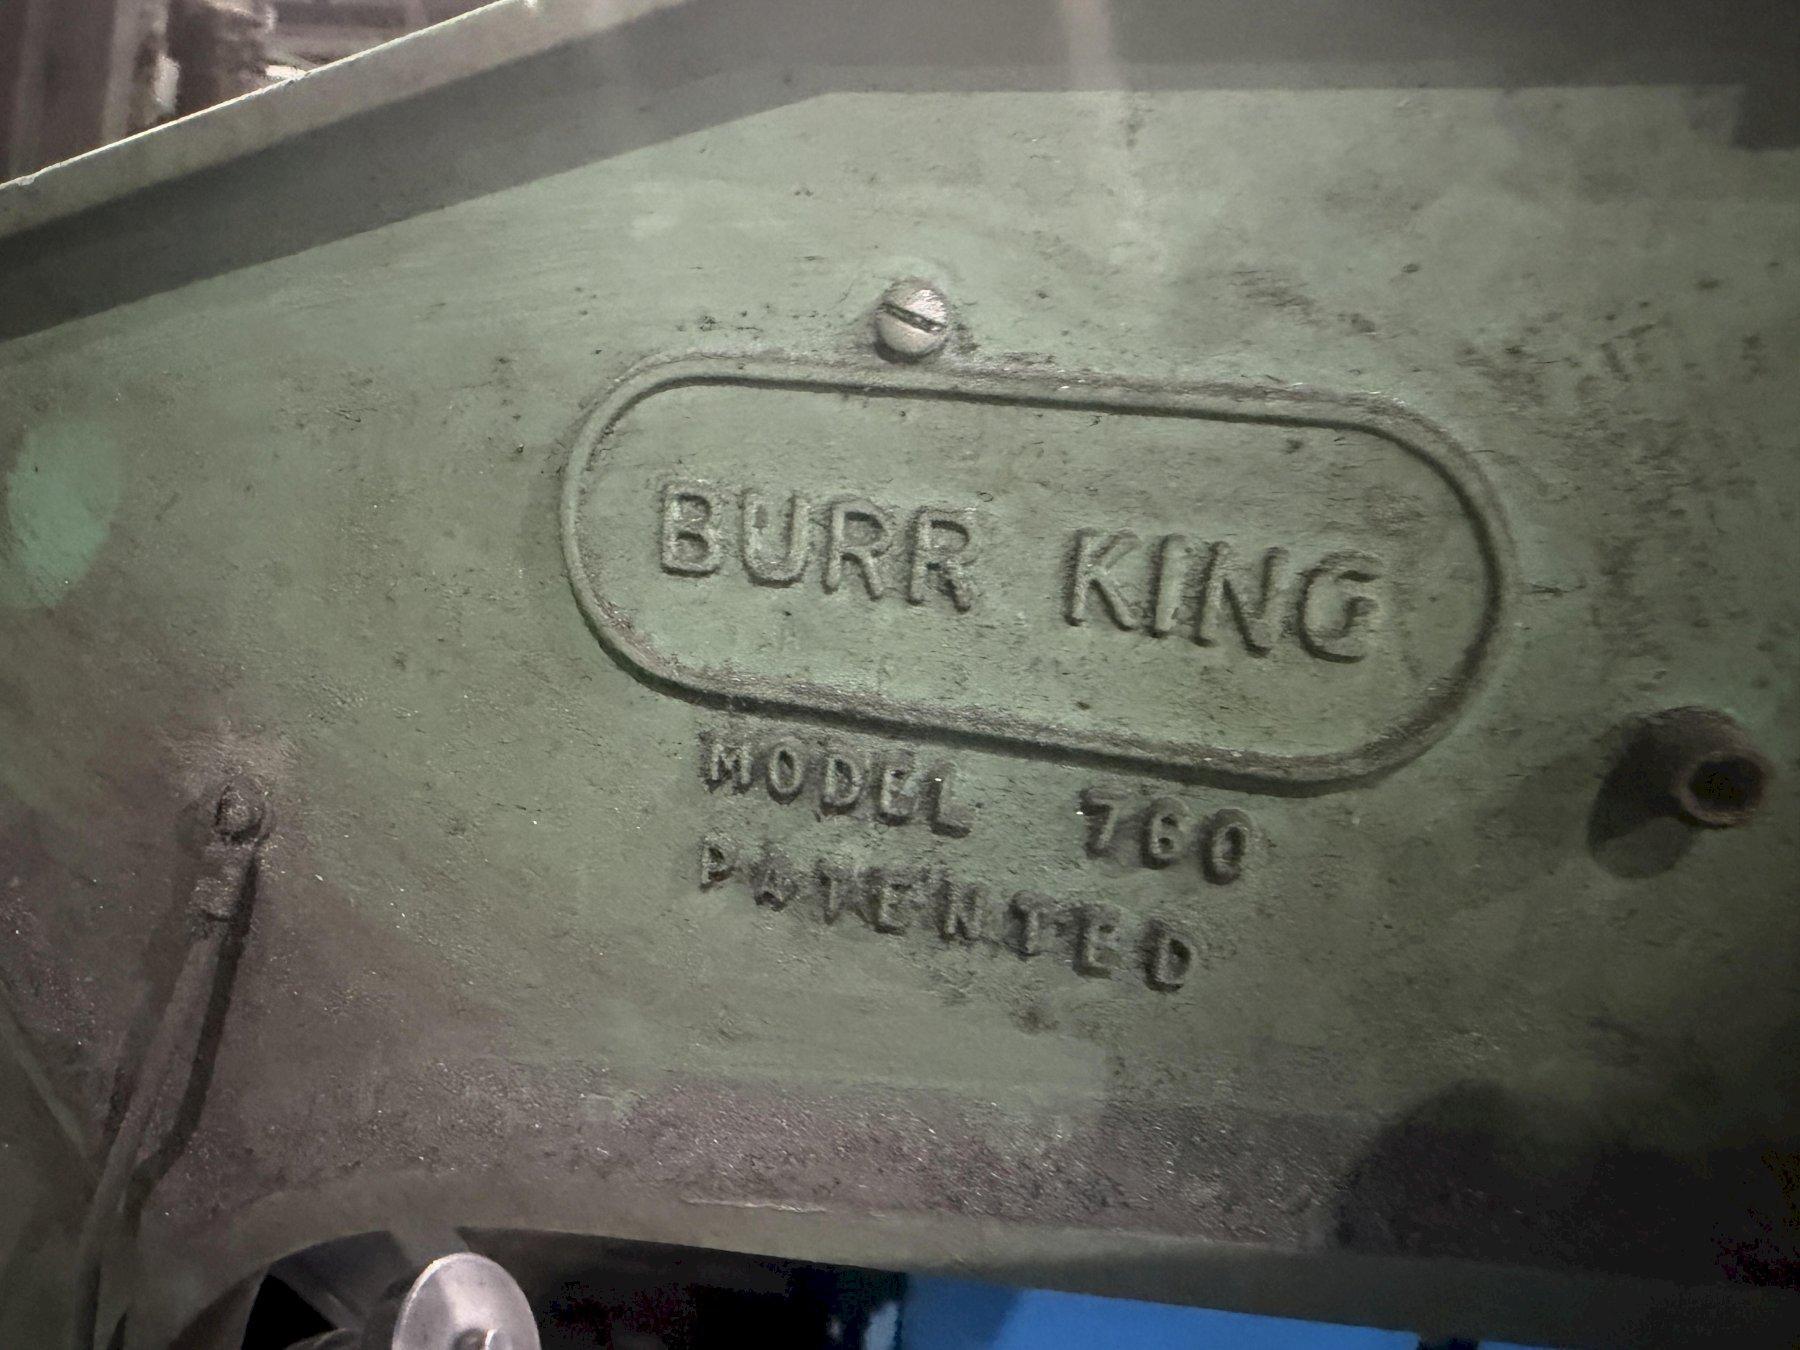 BURR KING
MODEL 760
PATENTED